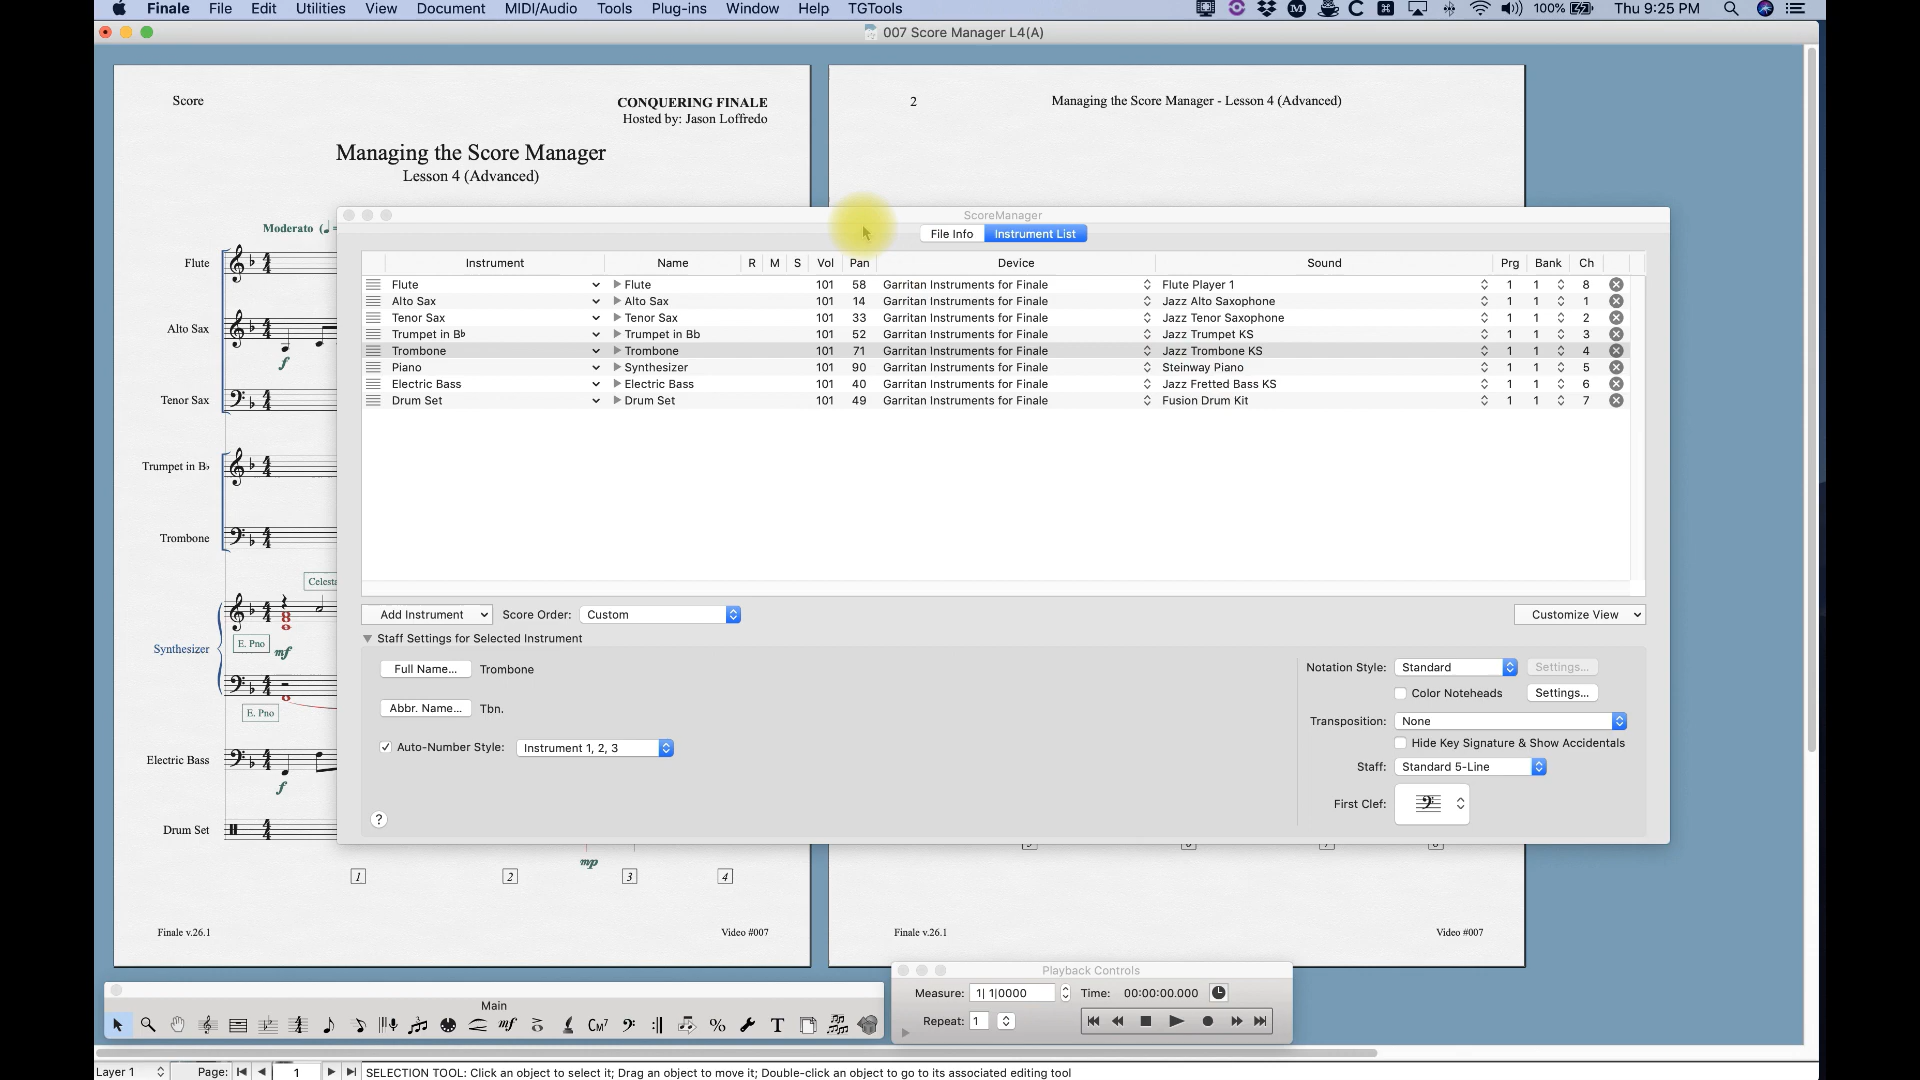 Finale File Edit Utilities View Document MIDI/Audio Tools Plug-ins Window Help TGTools 100% Thu 9:25 PM
007 Score Manager L4(A)
Score
CONQUERING FINALE
Hosted by: Jason Loffredo
Managing the Score Manager
Lesson 4 (Advanced)
2
Managing the Score Manager - Lesson 4 (Advanced)
Moderato (♩=
Flute
Alto Sax
f
Tenor Sax
Trumpet in B♭
Trombone
Celesta
Synthesizer
E. Pno
mf
E. Pno
Electric Bass
f
Drum Set
mp
1 2 3 4
Finale v.26.1
Video #007
Finale v.26.1
Video #007
ScoreManager
File Info Instrument List
Instrument Name R M S Vol Pan Device Sound Prg Bank Ch
Flute Flute 101 58 Garritan Instruments for Finale Flute Player 1 1 1 8
Alto Sax Alto Sax 101 14 Garritan Instruments for Finale Jazz Alto Saxophone 1 1 1
Tenor Sax Tenor Sax 101 33 Garritan Instruments for Finale Jazz Tenor Saxophone 1 1 2
Trumpet in B♭ Trumpet in Bb 101 52 Garritan Instruments for Finale Jazz Trumpet KS 1 1 3
Trombone Trombone 101 71 Garritan Instruments for Finale Jazz Trombone KS 1 1 4
Piano Synthesizer 101 90 Garritan Instruments for Finale Steinway Piano 1 1 5
Electric Bass Electric Bass 101 40 Garritan Instruments for Finale Jazz Fretted Bass KS 1 1 6
Drum Set Drum Set 101 49 Garritan Instruments for Finale Fusion Drum Kit 1 1 7
Add Instrument Score Order: Custom Customize View
Staff Settings for Selected Instrument
Full Name... Trombone
Abbr. Name... Tbn.
Auto-Number Style: Instrument 1, 2, 3
Notation Style: Standard Settings...
Color Noteheads Settings...
Transposition: None
Hide Key Signature & Show Accidentals
Staff: Standard 5-Line
First Clef:
?
Main
Playback Controls
Measure: 1| 1|0000 Time: 00:00:00.000
Repeat: 1
Layer 1 Page: 1 SELECTION TOOL: Click an object to select it; Drag an object to move it; Double-click an object to go to its associated editing tool